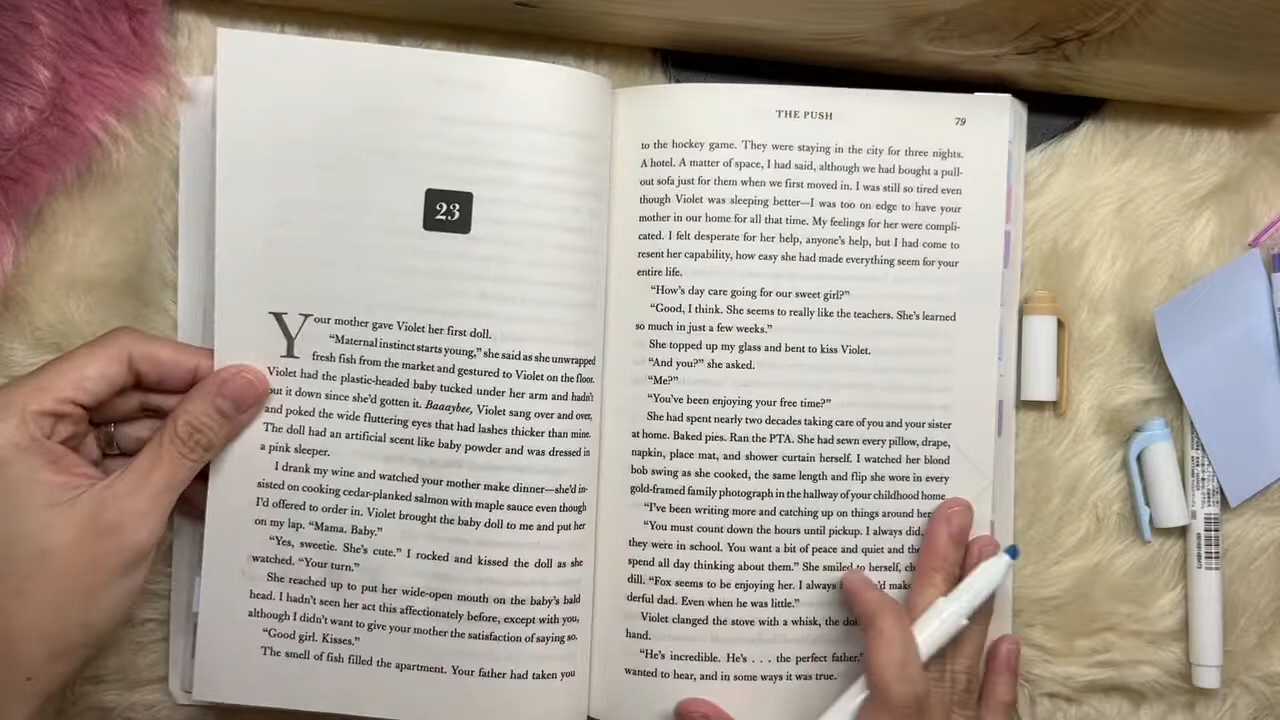 23
Your mother gave Violet her first doll.
“Maternal instinct starts young,” she said as she unwrapped
fresh fish from the market and gestured to Violet on the floor.
Violet had the plastic-headed baby tucked under her arm and hadn’t
put it down since she’d gotten it. Baaaybee, Violet sang over and over,
and poked the wide fluttering eyes that had lashes thicker than mine.
The doll had an artificial scent like baby powder and was dressed in
a pink sleeper.
I drank my wine and watched your mother make dinner—she’d in-
sisted on cooking cedar-planked salmon with maple sauce even though
I’d offered to order in. Violet brought the baby doll to me and put her
on my lap. “Mama. Baby.”
“Yes, sweetie. She’s cute.” I rocked and kissed the doll as she
watched. “Your turn.”
She reached up to put her wide-open mouth on the baby’s bald
head. I hadn’t seen her act this affectionately before, except with you,
although I didn’t want to give your mother the satisfaction of saying so.
“Good girl. Kisses.”
The smell of fish filled the apartment. Your father had taken you
THE PUSH
79
to the hockey game. They were staying in the city for three nights.
A hotel. A matter of space, I had said, although we had bought a pull-
out sofa just for them when we first moved in. I was still so tired even
though Violet was sleeping better—I was too on edge to have your
mother in our home for all that time. My feelings for her were compli-
cated. I felt desperate for her help, anyone’s help, but I had come to
resent her capability, how easy she had made everything seem for your
entire life.
“How’s day care going for our sweet girl?”
“Good, I think. She seems to really like the teachers. She’s learned
so much in just a few weeks.”
She topped up my glass and bent to kiss Violet.
“And you?” she asked.
“Me?”
“You’ve been enjoying your free time?”
She had spent nearly two decades taking care of you and your sister
at home. Baked pies. Ran the PTA. She had sewn every pillow, drape,
napkin, place mat, and shower curtain herself. I watched her blond
bob swing as she cooked, the same length and flip she wore in every
gold-framed family photograph in the hallway of your childhood home.
“I’ve been writing more and catching up on things around
“You must count down the hours until pickup. I always did.
they were in school. You want a bit of peace and quiet and
spend all day thinking about them.” She smiled to herself,
dill. “Fox seems to be enjoying her. I always
derful dad. Even when he was little.”
Violet clanged the stove with a whisk, the
hand.
“He’s incredible. He’s . . . the perfect father.”
wanted to hear, and in some ways it was true.